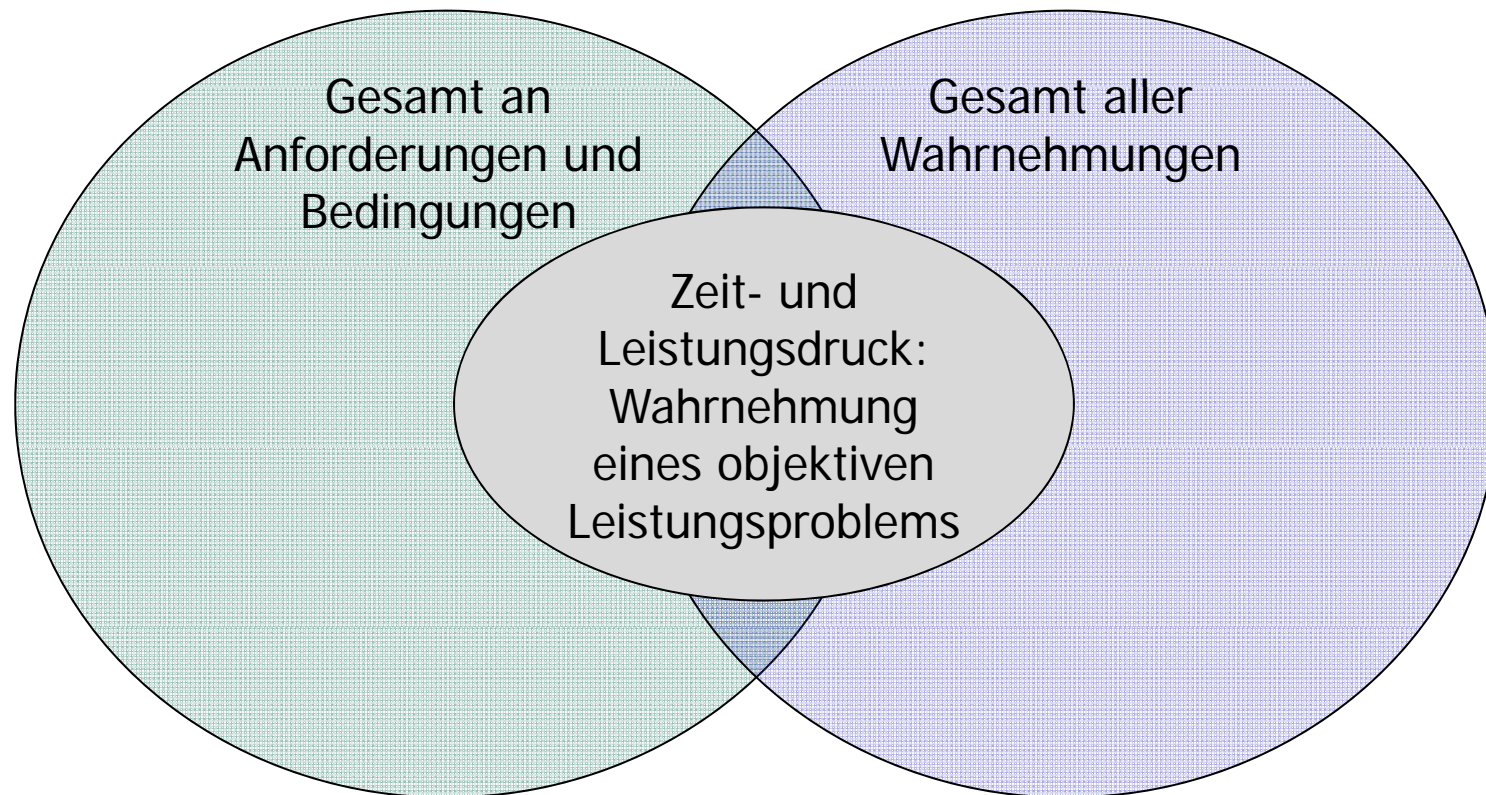 Gesamt an
Anforderungen und
Bedingungen
Gesamt aller
Wahrnehmungen
Zeit- und
Leistungsdruck:
Wahrnehmung
eines objektiven
Leistungsproblems